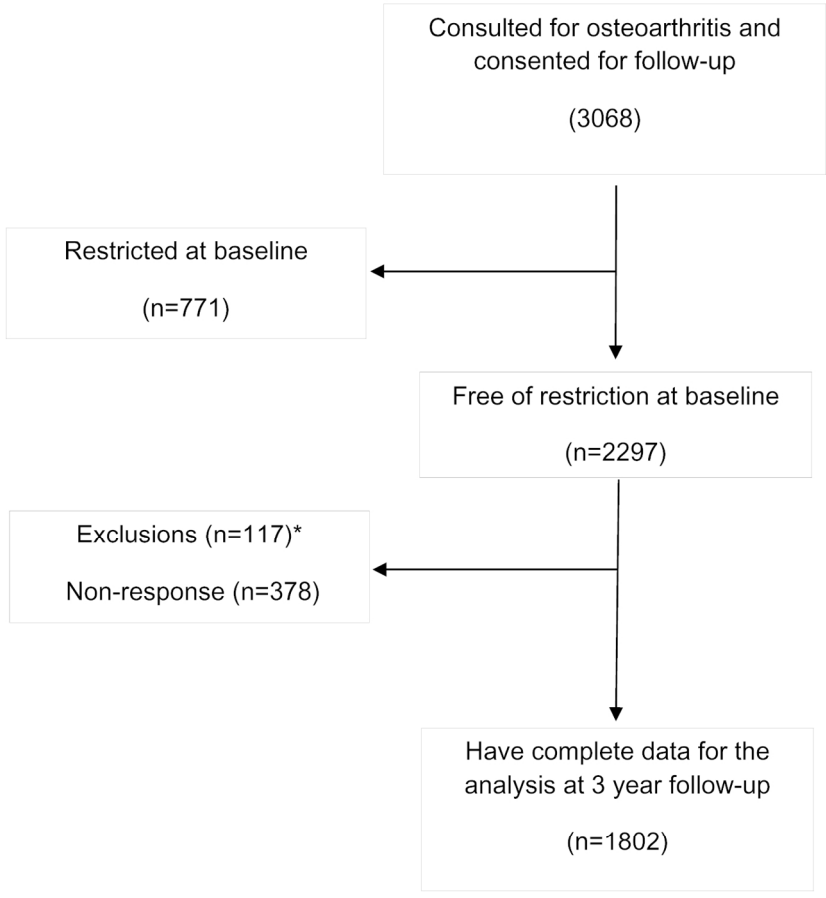 Consulted for osteoarthritis and
consented for follow-up
(3068)
Restricted at baseline
(n=771)
Free of restriction at baseline
(n=2297)
Exclusions (n=117)*
Non-response (n=378)
Have complete data for the
analysis at 3 year follow-up
(n=1802)